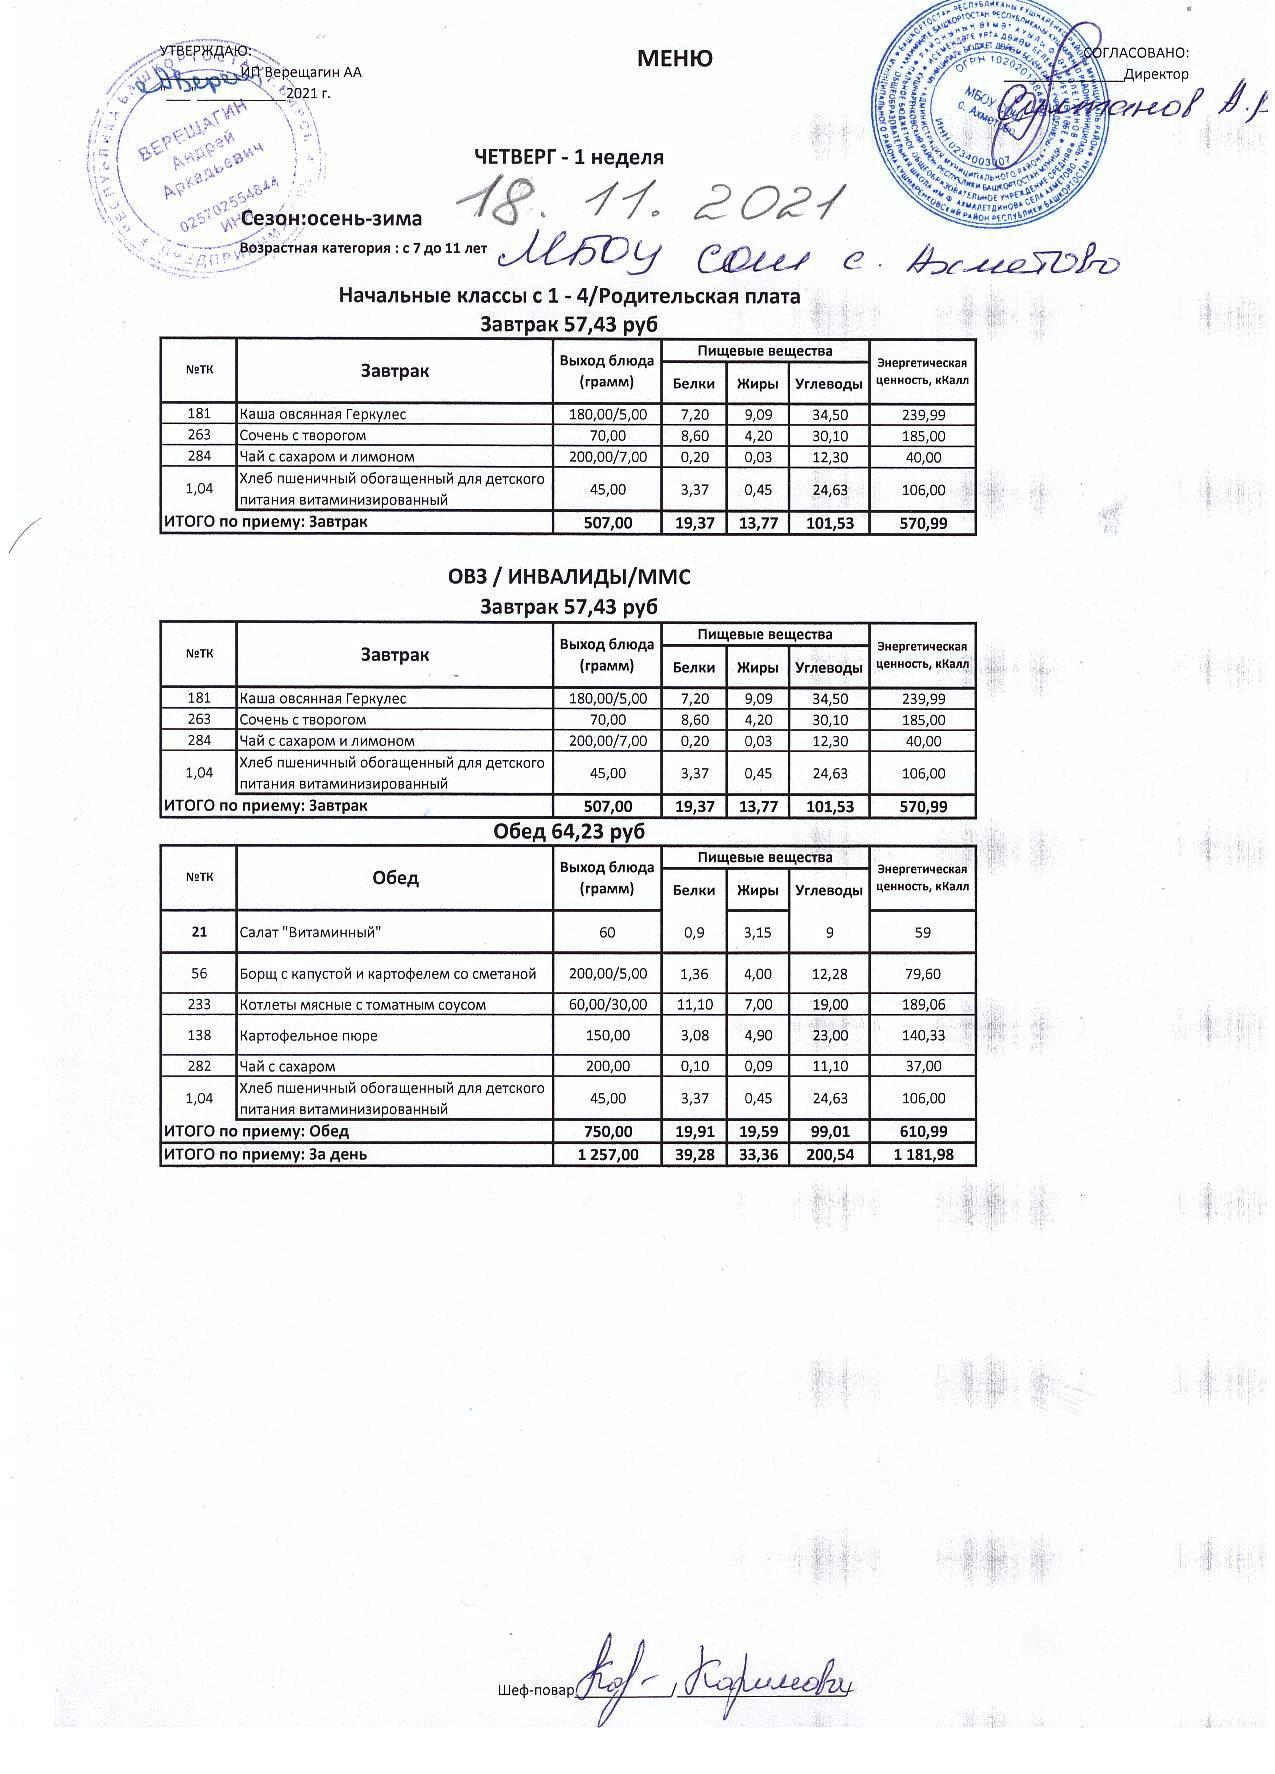 УТВЕРЖДАЮ:
ИП Верещагин АА
2021 г.
ВЕРЕЩАГИН
Андрей
Аркадьевич
025702554844
ИНН
МЕНЮ
СОГЛАСОВАНО:
Директор
МБОУ СОШ
с. Ахметово
ЧЕТВЕРГ - 1 неделя
18. 11. 2021
Сезон:осень-зима
Возрастная категория : с 7 до 11 лет
МБОУ СОШ с. Ахметово
Начальные классы с 1 - 4/Родительская плата
Завтрак 57,43 руб
№ТК Завтрак Выход блюда (грамм) Пищевые вещества Энергетическая ценность, кКалл
Белки Жиры Углеводы
181 Каша овсянная Геркулес 180,00/5,00 7,20 9,09 34,50 239,99
263 Сочень с творогом 70,00 8,60 4,20 30,10 185,00
284 Чай с сахаром и лимоном 200,00/7,00 0,20 0,03 12,30 40,00
1,04 Хлеб пшеничный обогащенный для детского
питания витаминизированный 45,00 3,37 0,45 24,63 106,00
ИТОГО по приему: Завтрак 507,00 19,37 13,77 101,53 570,99
ОВЗ / ИНВАЛИДЫ/ММС
Завтрак 57,43 руб
№ТК Завтрак Выход блюда (грамм) Пищевые вещества Энергетическая ценность, кКалл
Белки Жиры Углеводы
181 Каша овсянная Геркулес 180,00/5,00 7,20 9,09 34,50 239,99
263 Сочень с творогом 70,00 8,60 4,20 30,10 185,00
284 Чай с сахаром и лимоном 200,00/7,00 0,20 0,03 12,30 40,00
1,04 Хлеб пшеничный обогащенный для детского
питания витаминизированный 45,00 3,37 0,45 24,63 106,00
ИТОГО по приему: Завтрак 507,00 19,37 13,77 101,53 570,99
Обед 64,23 руб
№ТК Обед Выход блюда (грамм) Пищевые вещества Энергетическая ценность, кКалл
Белки Жиры Углеводы
21 Салат "Витаминный" 60 0,9 3,15 9 59
56 Борщ с капустой и картофелем со сметаной 200,00/5,00 1,36 4,00 12,28 79,60
233 Котлеты мясные с томатным соусом 60,00/30,00 11,10 7,00 19,00 189,06
138 Картофельное пюре 150,00 3,08 4,90 23,00 140,33
282 Чай с сахаром 200,00 0,10 0,09 11,10 37,00
1,04 Хлеб пшеничный обогащенный для детского
питания витаминизированный 45,00 3,37 0,45 24,63 106,00
ИТОГО по приему: Обед 750,00 19,91 19,59 99,01 610,99
ИТОГО по приему: За день 1 257,00 39,28 33,36 200,54 1 181,98
Шеф-повар / Каримова